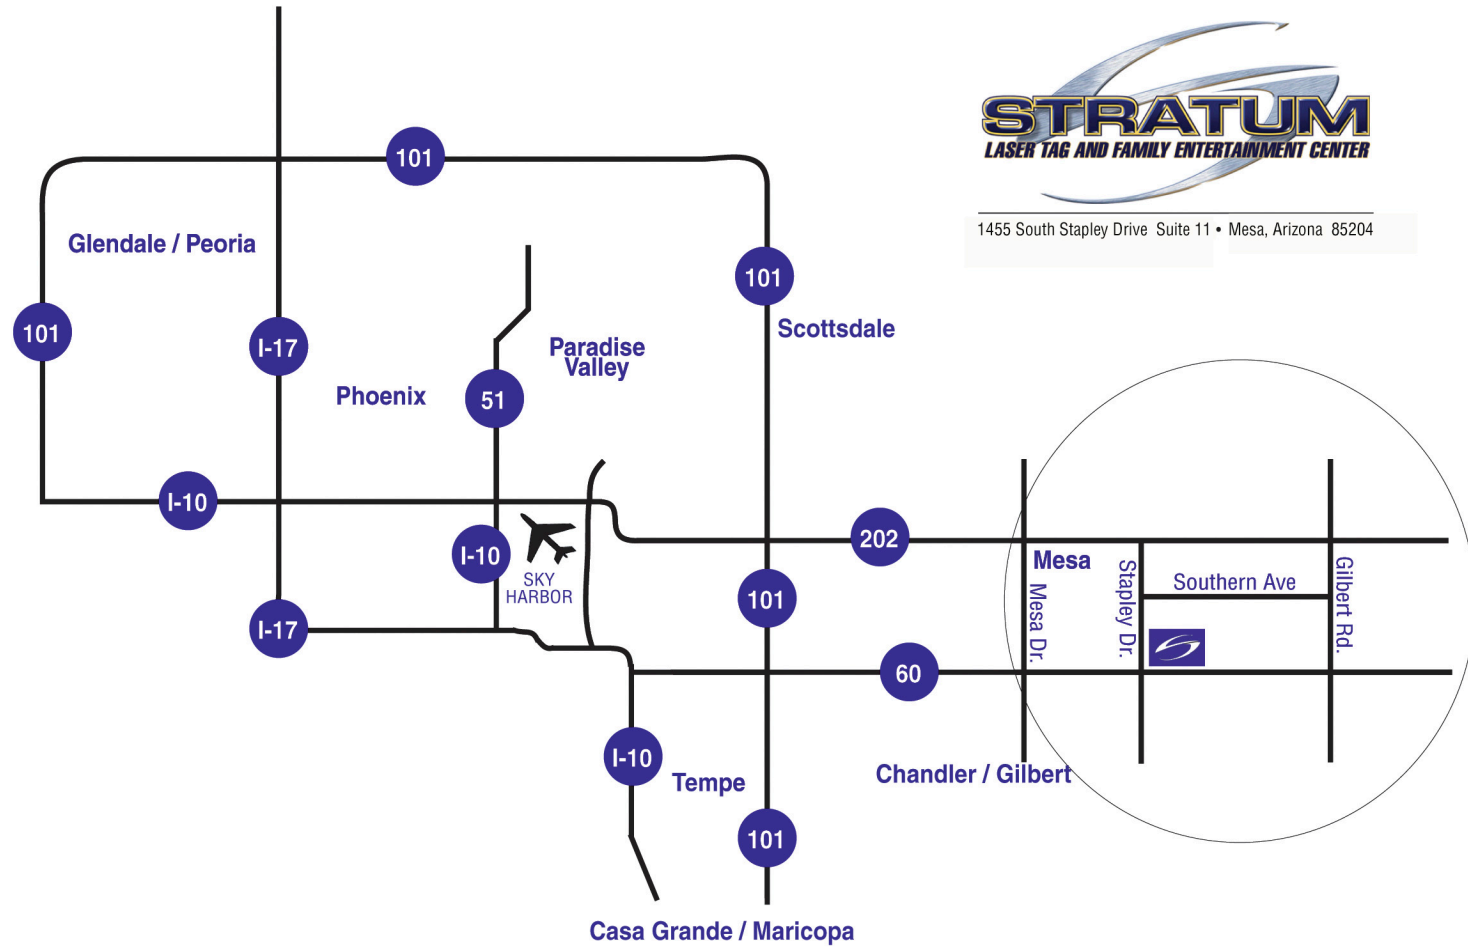 STRATUM
LASER TAG AND FAMILY ENTERTAINMENT CENTER
1455 South Stapley Drive Suite 11 • Mesa, Arizona 85204
101
Glendale / Peoria
101
101
Scottsdale
I-17
Paradise
Valley
Phoenix
51
I-10
I-10
SKY
HARBOR
202
Mesa
Mesa Dr.
Stapley Dr.
Southern Ave
Gilbert Rd.
101
I-17
60
I-10
Tempe
Chandler / Gilbert
101
Casa Grande / Maricopa